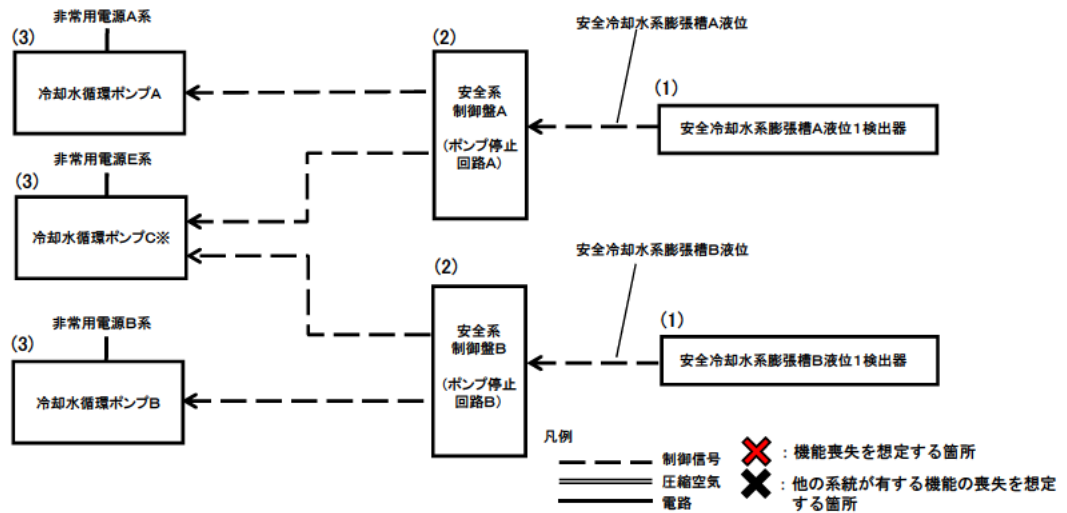 非常用電源A系
(3)
冷却水循環ポンプA
非常用電源E系
(3)
冷却水循環ポンプC※
非常用電源B系
(3)
冷却水循環ポンプB
(2)
安全系
制御盤A
(ポンプ停止
回路A)
(2)
安全系
制御盤B
(ポンプ停止
回路B)
安全冷却水系膨張槽A液位
(1)
安全冷却水系膨張槽A液位1検出器
安全冷却水系膨張槽B液位
(1)
安全冷却水系膨張槽B液位1検出器
凡例
制御信号
圧縮空気
電路
：機能喪失を想定する箇所
：他の系統が有する機能の喪失を想定
する箇所